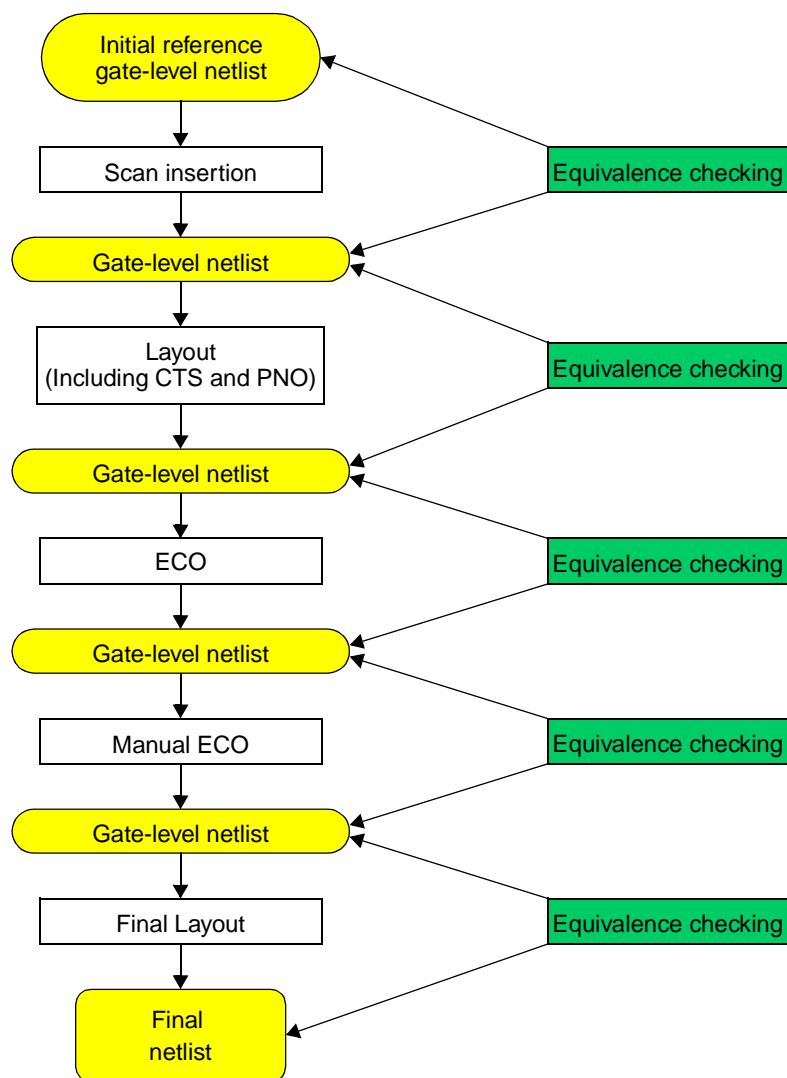 Initial reference
gate-level netlist
Scan insertion
Equivalence checking
Gate-level netlist
Layout
(Including CTS and PNO)
Equivalence checking
Gate-level netlist
ECO
Equivalence checking
Gate-level netlist
Manual ECO
Equivalence checking
Gate-level netlist
Final Layout
Equivalence checking
Final
netlist